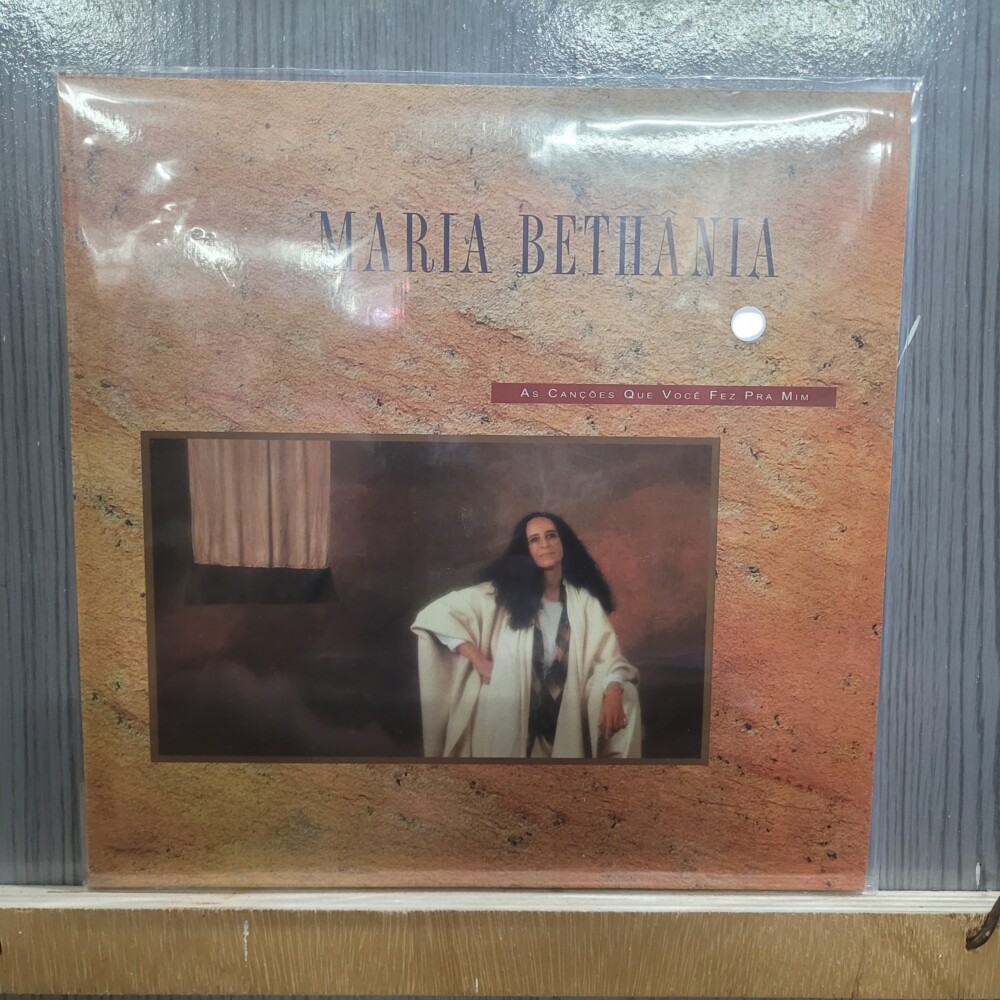 MARIA BETHÂNIA
As Canções Que Você Fez Pra Mim